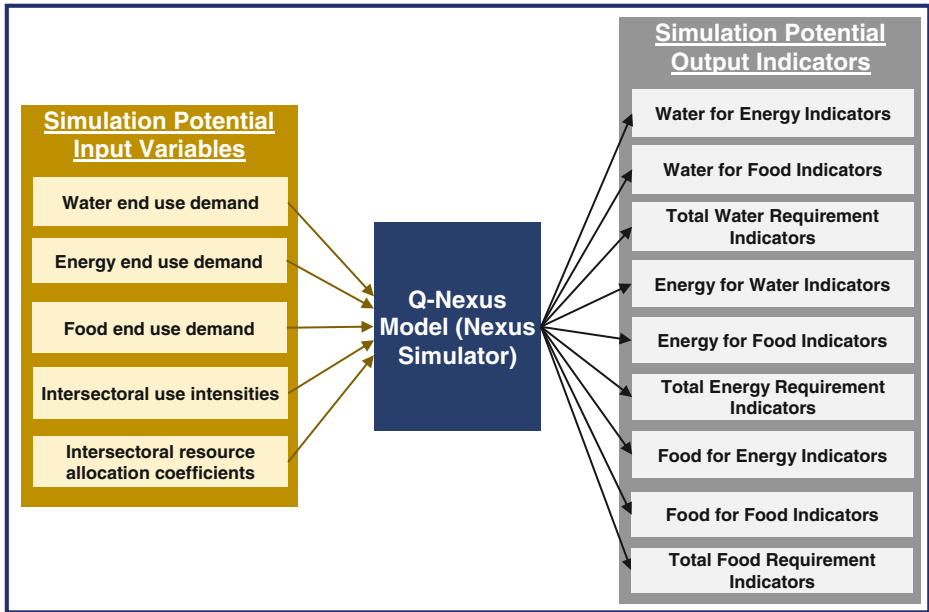 Simulation Potential
Input Variables
Water end use demand
Energy end use demand
Food end use demand
Intersectoral use intensities
Intersectoral resource
allocation coefficients
Q-Nexus
Model (Nexus
Simulator)
Simulation Potential
Output Indicators
Water for Energy Indicators
Water for Food Indicators
Total Water Requirement
Indicators
Energy for Water Indicators
Energy for Food Indicators
Total Energy Requirement
Indicators
Food for Energy Indicators
Food for Food Indicators
Total Food Requirement
Indicators